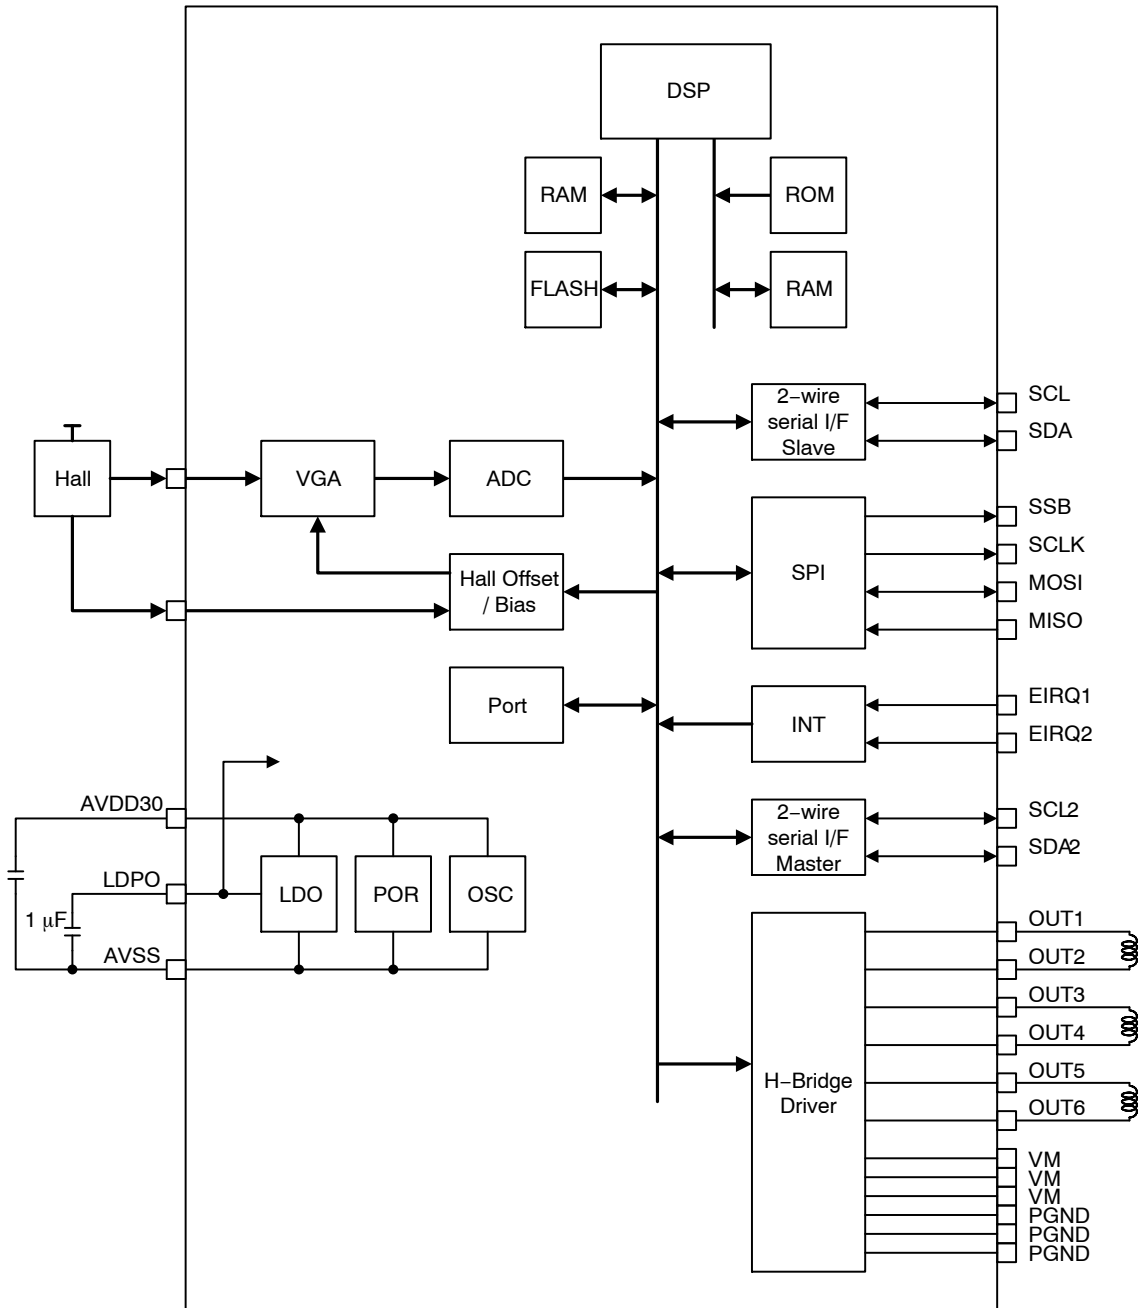 DSP
RAM
ROM
FLASH
RAM
2−wire
serial I/F
Slave
SCL
SDA
Hall
VGA
ADC
Hall Offset
/ Bias
SPI
SSB
SCLK
MOSI
MISO
Port
INT
EIRQ1
EIRQ2
AVDD30
LDPO
1 μF
AVSS
LDO
POR
OSC
2−wire
serial I/F
Master
SCL2
SDA2
H−Bridge
Driver
OUT1
OUT2
OUT3
OUT4
OUT5
OUT6
VM
VM
VM
PGND
PGND
PGND